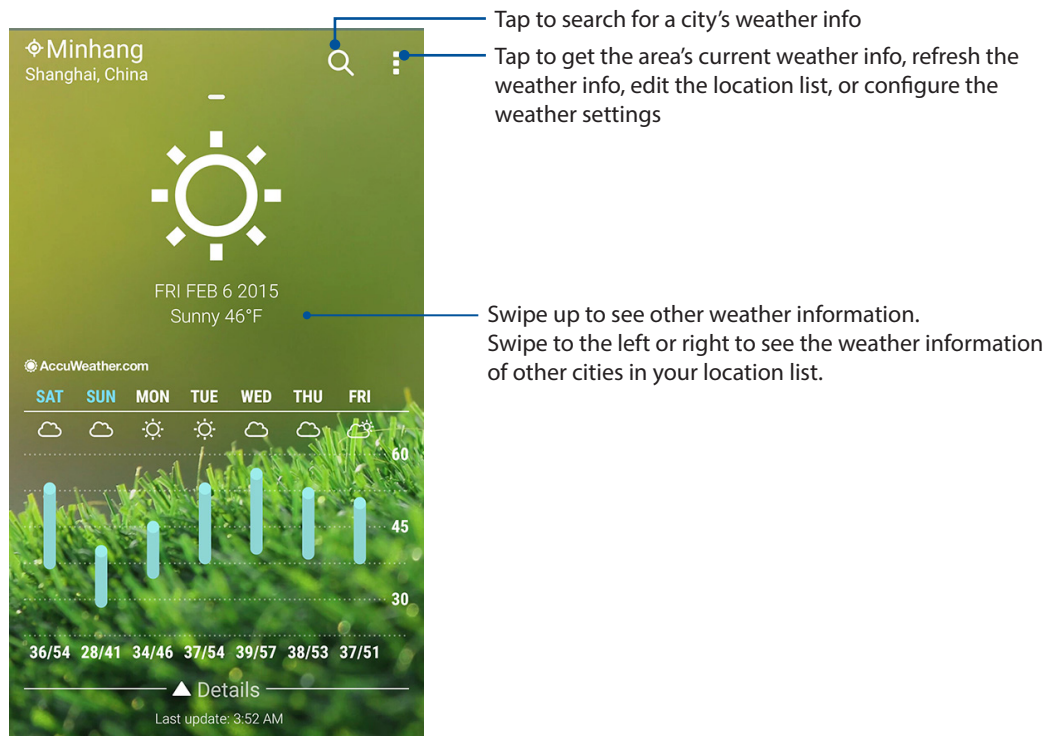 Tap to search for a city's weather info
Tap to get the area's current weather info, refresh the
weather info, edit the location list, or configure the
weather settings
Minhang
Shanghai, China
FRI FEB 6 2015
Sunny 46°F
Swipe up to see other weather information.
Swipe to the left or right to see the weather information
of other cities in your location list.
AccuWeather.com
SAT SUN MON TUE WED THU FRI
60
45
30
36/54 28/41 34/46 37/54 39/57 38/53 37/51
Details
Last update: 3:52 AM